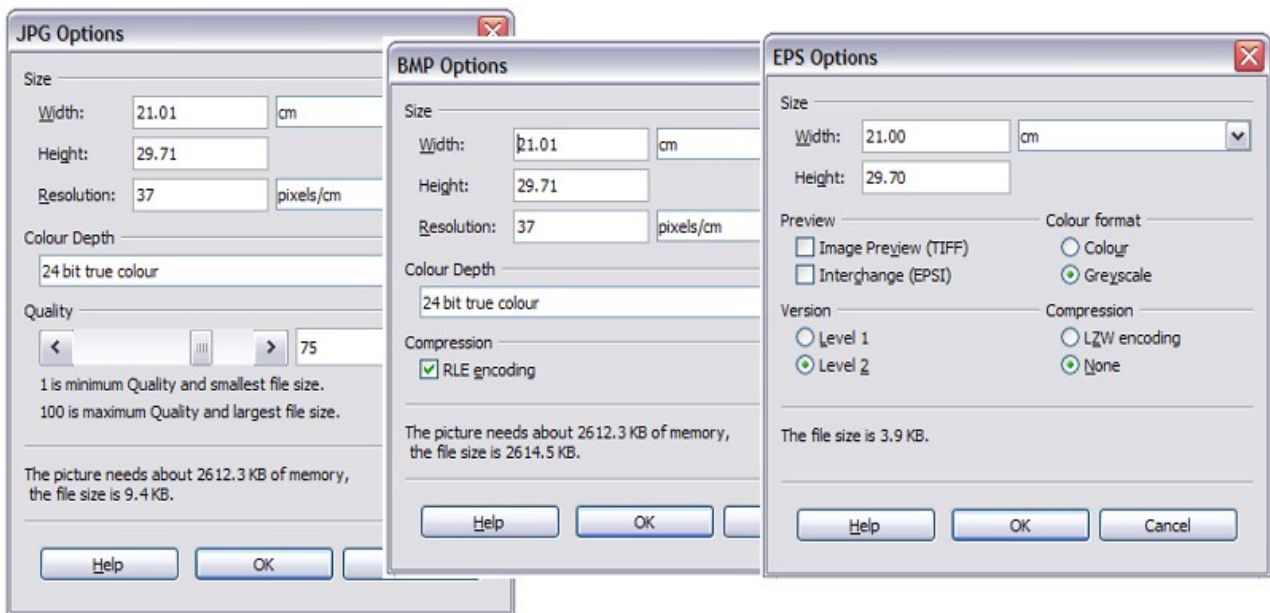 JPG Options
Size
Width: 21.01 cm
Height: 29.71
Resolution: 37 pixels/cm
Colour Depth
24 bit true colour
Quality
75
1 is minimum Quality and smallest file size.
100 is maximum Quality and largest file size.
The picture needs about 2612.3 KB of memory,
the file size is 9.4 KB.
Help OK
BMP Options
Size
Width: 21.01 cm
Height: 29.71
Resolution: 37 pixels/cm
Colour Depth
24 bit true colour
Compression
RLE encoding
The picture needs about 2612.3 KB of memory,
the file size is 2614.5 KB.
Help OK
EPS Options
Size
Width: 21.00 cm
Height: 29.70
Preview Colour format
Image Preview (TIFF) Colour
Interchange (EPSI) Greyscale
Version Compression
Level 1 LZW encoding
Level 2 None
The file size is 3.9 KB.
Help OK Cancel